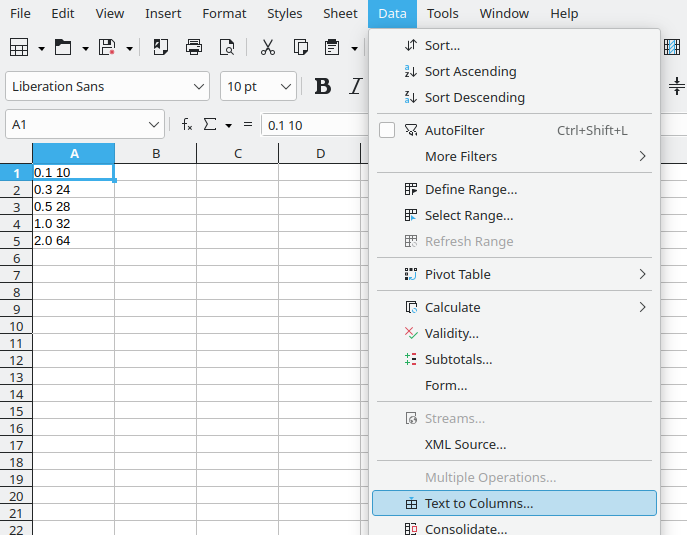 File Edit View Insert Format Styles Sheet Data Tools Window Help
Sort...
Liberation Sans 10 pt B I Sort Ascending
Sort Descending
A1 fx Σ = 0.1 10 AutoFilter Ctrl+Shift+L
A B C D More Filters
1 0.1 10
2 0.3 24 Define Range...
3 0.5 28 Select Range...
4 1.0 32
5 2.0 64 Refresh Range
6
7 Pivot Table
8
9 Calculate
10
11 Validity...
12 Subtotals...
13
14 Form...
15
16 Streams...
17 XML Source...
18
19 Multiple Operations...
20
21 Text to Columns...
22 Consolidate...